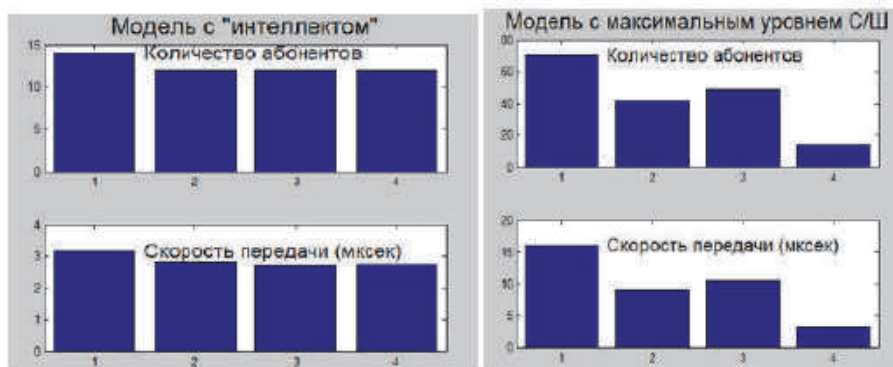 Модель с "интеллектом"
Количество абонентов
15
10
5
0
1 2 3 4
Скорость передачи (мксек)
4
3
2
1
0
1 2 3 4
Модель с максимальным уровнем С/Ш
Количество абонентов
80
60
40
20
0
1 2 3 4
Скорость передачи (мксек)
20
15
10
5
0
1 2 3 4